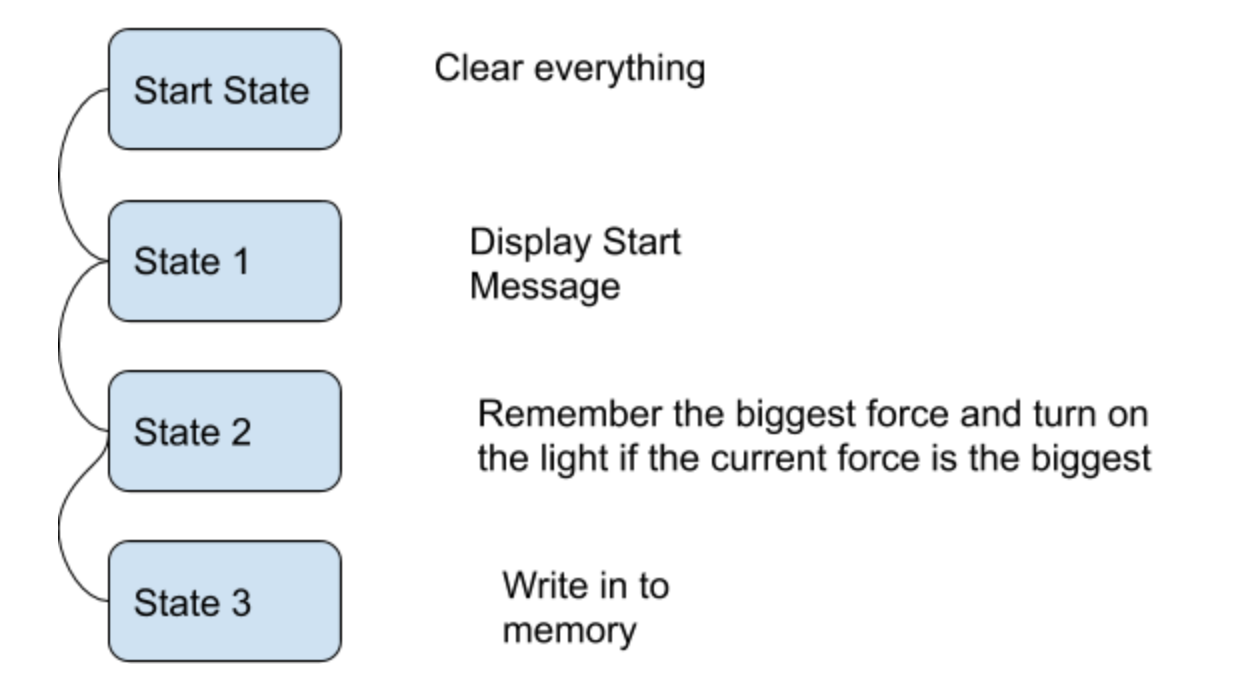 Start State
Clear everything
State 1
Display Start
Message
State 2
Remember the biggest force and turn on
the light if the current force is the biggest
State 3
Write in to
memory